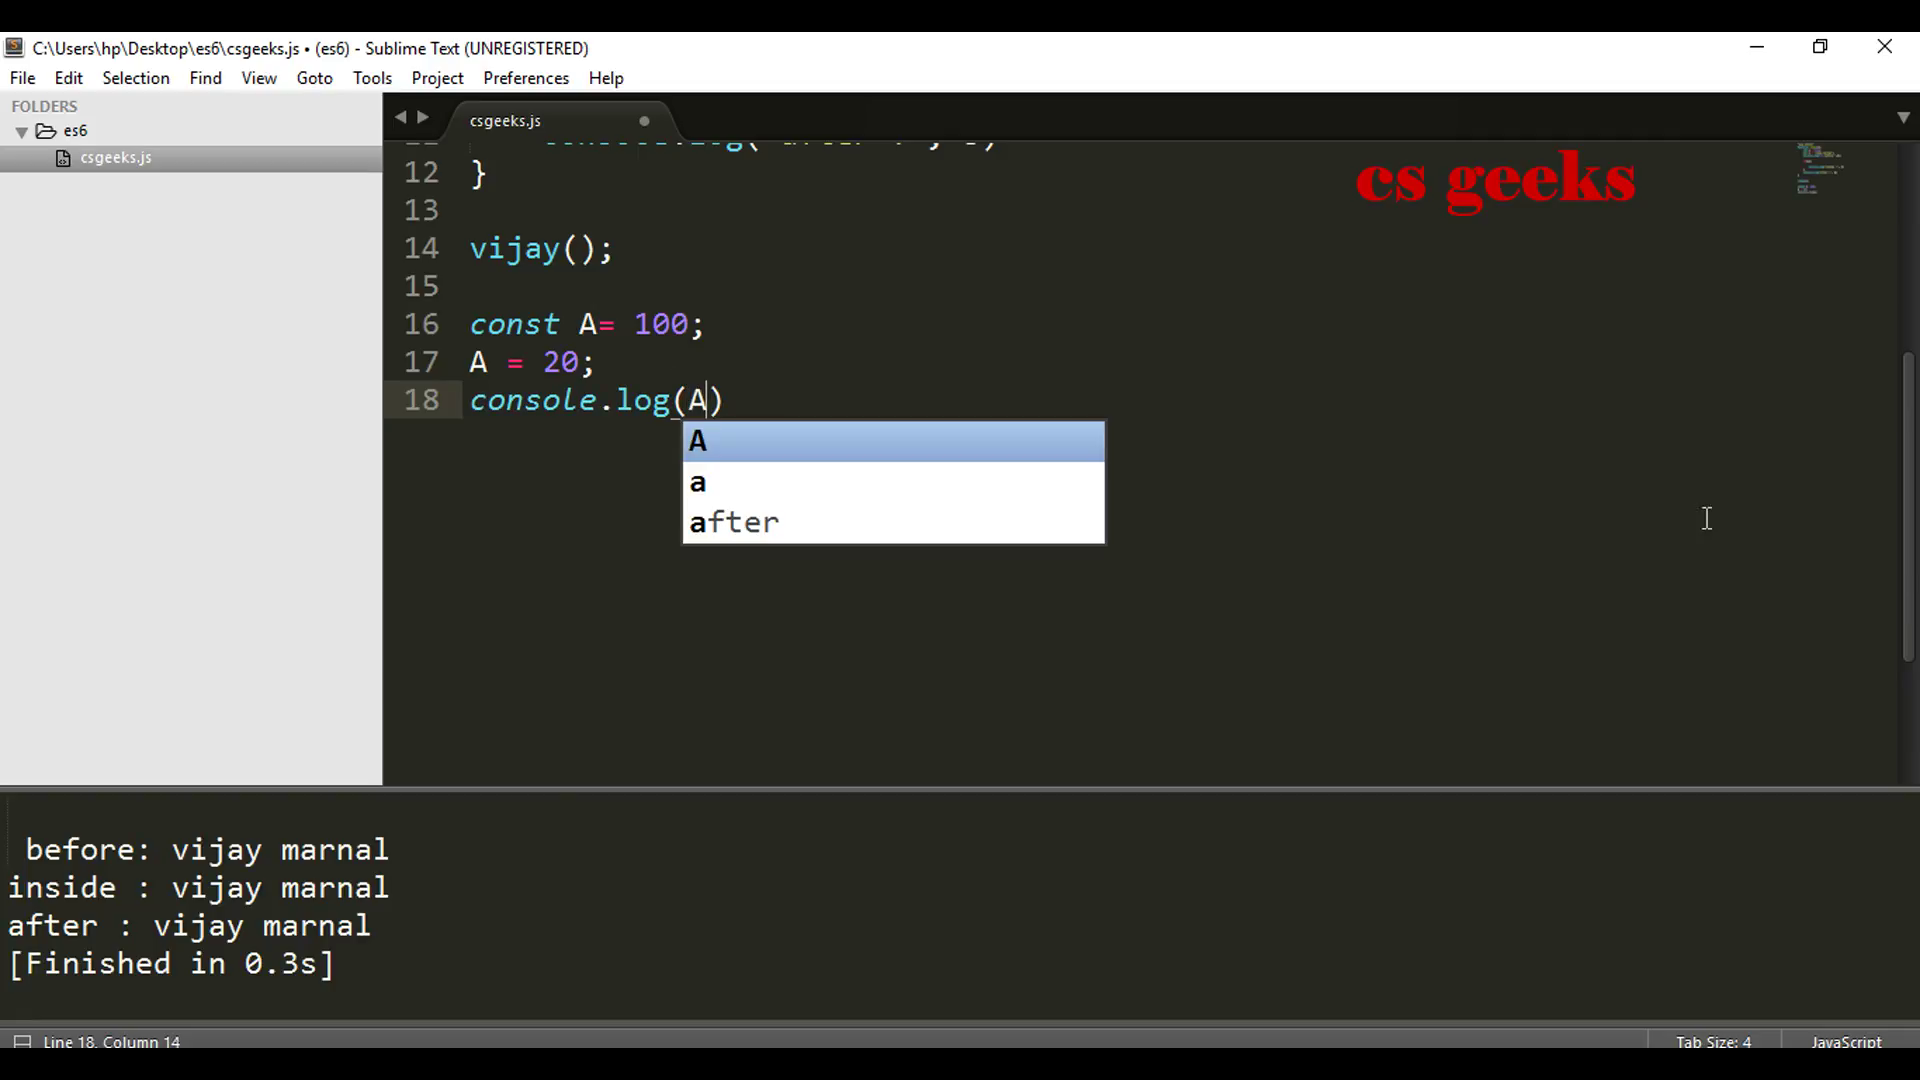 C:\Users\hp\Desktop\es6\csgeeks.js • (es6) - Sublime Text (UNREGISTERED)
File Edit Selection Find View Goto Tools Project Preferences Help
FOLDERS
es6
csgeeks.js
csgeeks.js
cs geeks
12 }
13
14 vijay();
15
16 const A= 100;
17 A = 20;
18 console.log(A)
A
a
after
before: vijay marnal
inside : vijay marnal
after : vijay marnal
[Finished in 0.3s]
Line 18, Column 14
Tab Size: 4
JavaScript